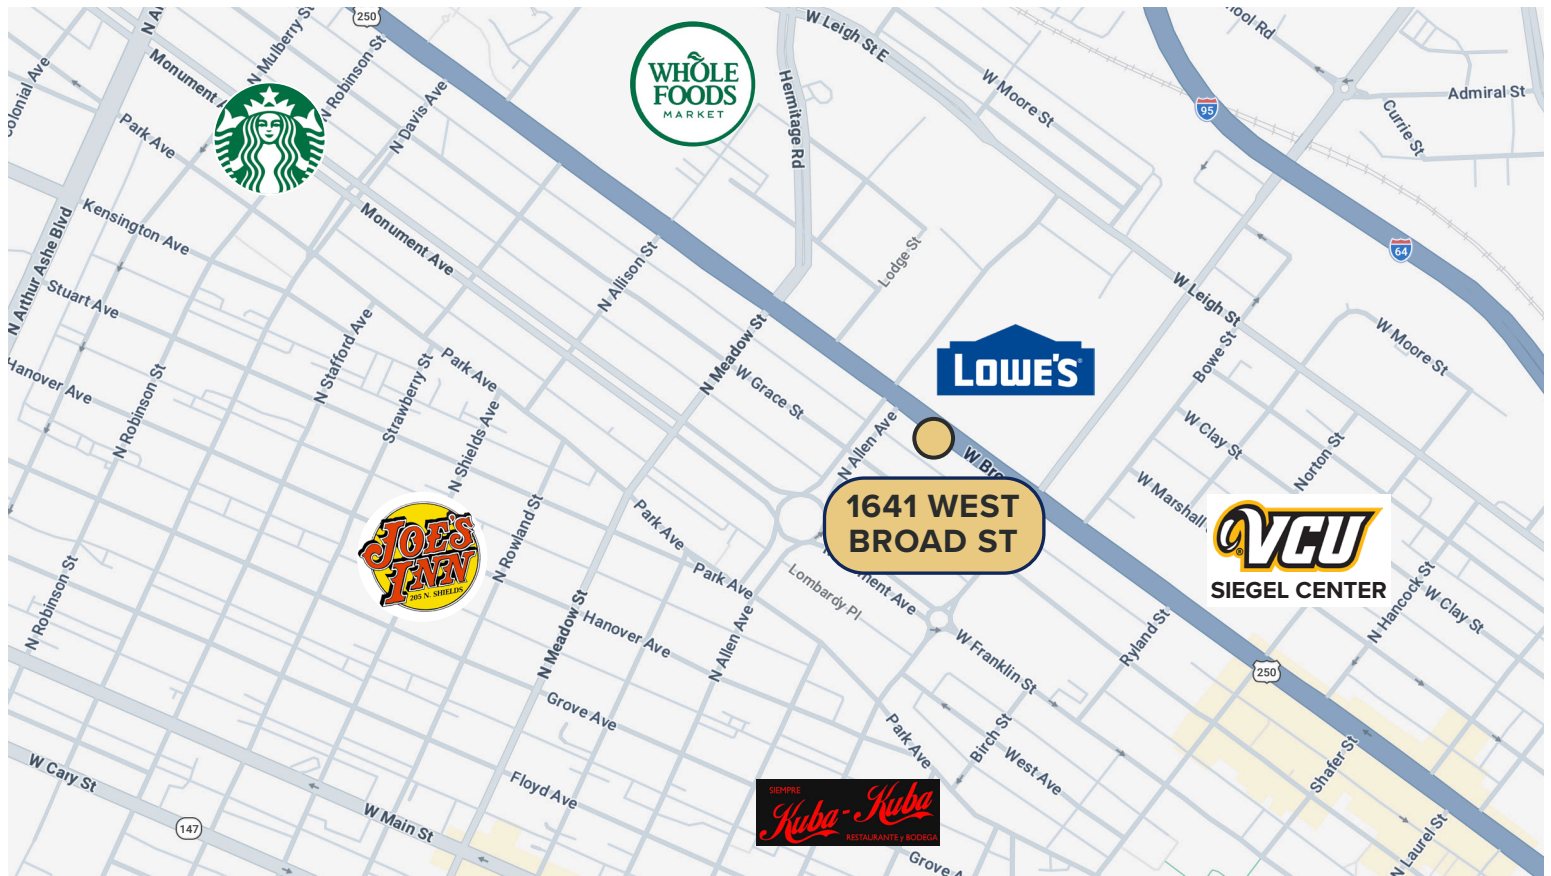 250
N Mulberry St
N Robinson St
W Leigh St E
WHOLE
FOODS
MARKET
Hermitage Rd
W Moore St
95
Currie St
Admiral St
Monument A
Park Ave
N Davis Ave
Kensington Ave
Monument Ave
N Allison St
Lodge St
64
N Arthur Ashe Blvd
Stuart Ave
W Leigh St
Hanover Ave
N Robinson St
N Stafford Ave
Strawberry St
Park Ave
N Shields Ave
N Meadow St
W Grace St
LOWE'S
Bowe St
W Moore St
N Allen Ave
W Bro
W Clay St
Norton St
W Marshall
1641 WEST
BROAD ST
JOE'S
INN
205 N. SHIELDS
N Rowland St
Park Ave
Park Ave
Lombardy Pl
ment Ave
VCU
SIEGEL CENTER
N Hancock St
W Clay St
N Robinson St
N Meadow St
Hanover Ave
N Allen Ave
W Franklin St
Ryland St
250
Grove Ave
Park Ave
Birch St
West Ave
Shafer St
W Cary St
147
W Main St
Floyd Ave
SIEMPRE
Kuba-Kuba
RESTAURANTE y BODEGA
Grove A
N Laurel St